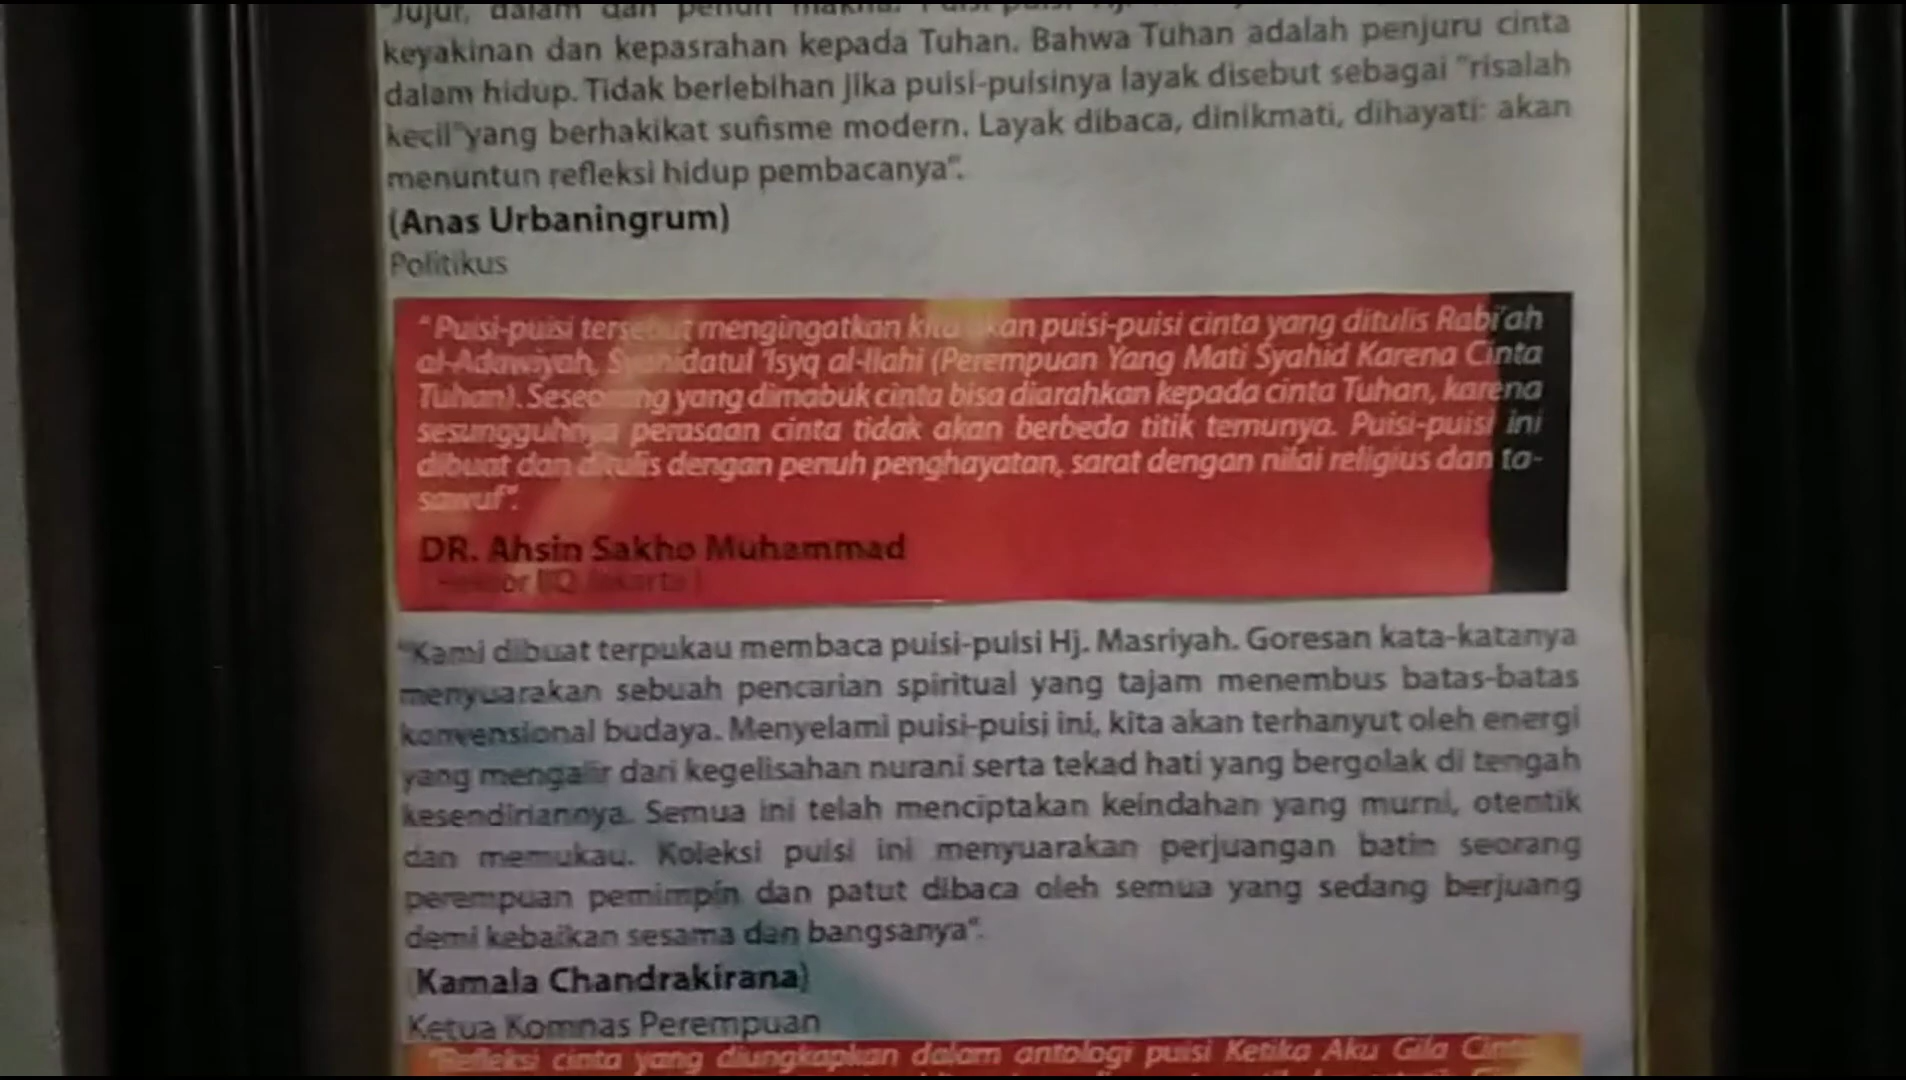 "Jujur, dalam dan penuh makna.
keyakinan dan kepasrahan kepada Tuhan. Bahwa Tuhan adalah penjuru cinta
dalam hidup. Tidak berlebihan jika puisi-puisinya layak disebut sebagai "risalah
kecil"yang berhakikat sufisme modern. Layak dibaca, dinikmati, dihayati: akan
menuntun refleksi hidup pembacanya".
(Anas Urbaningrum)
Politikus
"Puisi-puisi tersebut mengingatkan kita akan puisi-puisi cinta yang ditulis Rabi'ah
al-Adawiyah, Syahidatul 'Isyq al-Ilahi (Perempuan Yang Mati Syahid Karena Cinta
Tuhan). Seseorang yang dimabuk cinta bisa diarahkan kepada cinta Tuhan, karena
sesungguhnya perasaan cinta tidak akan berbeda titik temunya. Puisi-puisi ini
dibuat dan ditulis dengan penuh penghayatan, sarat dengan nilai religius dan ta-
sawuf".
DR. Ahsin Sakho Muhammad
Rektor IIQ Jakarta )
"Kami dibuat terpukau membaca puisi-puisi Hj. Masriyah. Goresan kata-katanya
menyuarakan sebuah pencarian spiritual yang tajam menembus batas-batas
konvensional budaya. Menyelami puisi-puisi ini, kita akan terhanyut oleh energi
yang mengalir dari kegelisahan nurani serta tekad hati yang bergolak di tengah
kesendiriannya. Semua ini telah menciptakan keindahan yang murni, otentik
dan memukau. Koleksi puisi ini menyuarakan perjuangan batin seorang
perempuan pemimpin dan patut dibaca oleh semua yang sedang berjuang
demi kebaikan sesama dan bangsanya".
(Kamala Chandrakirana)
Ketua Komnas Perempuan
"Refleksi cinta yang diungkapkan dalam antologi puisi Ketika Aku Gila Cinta